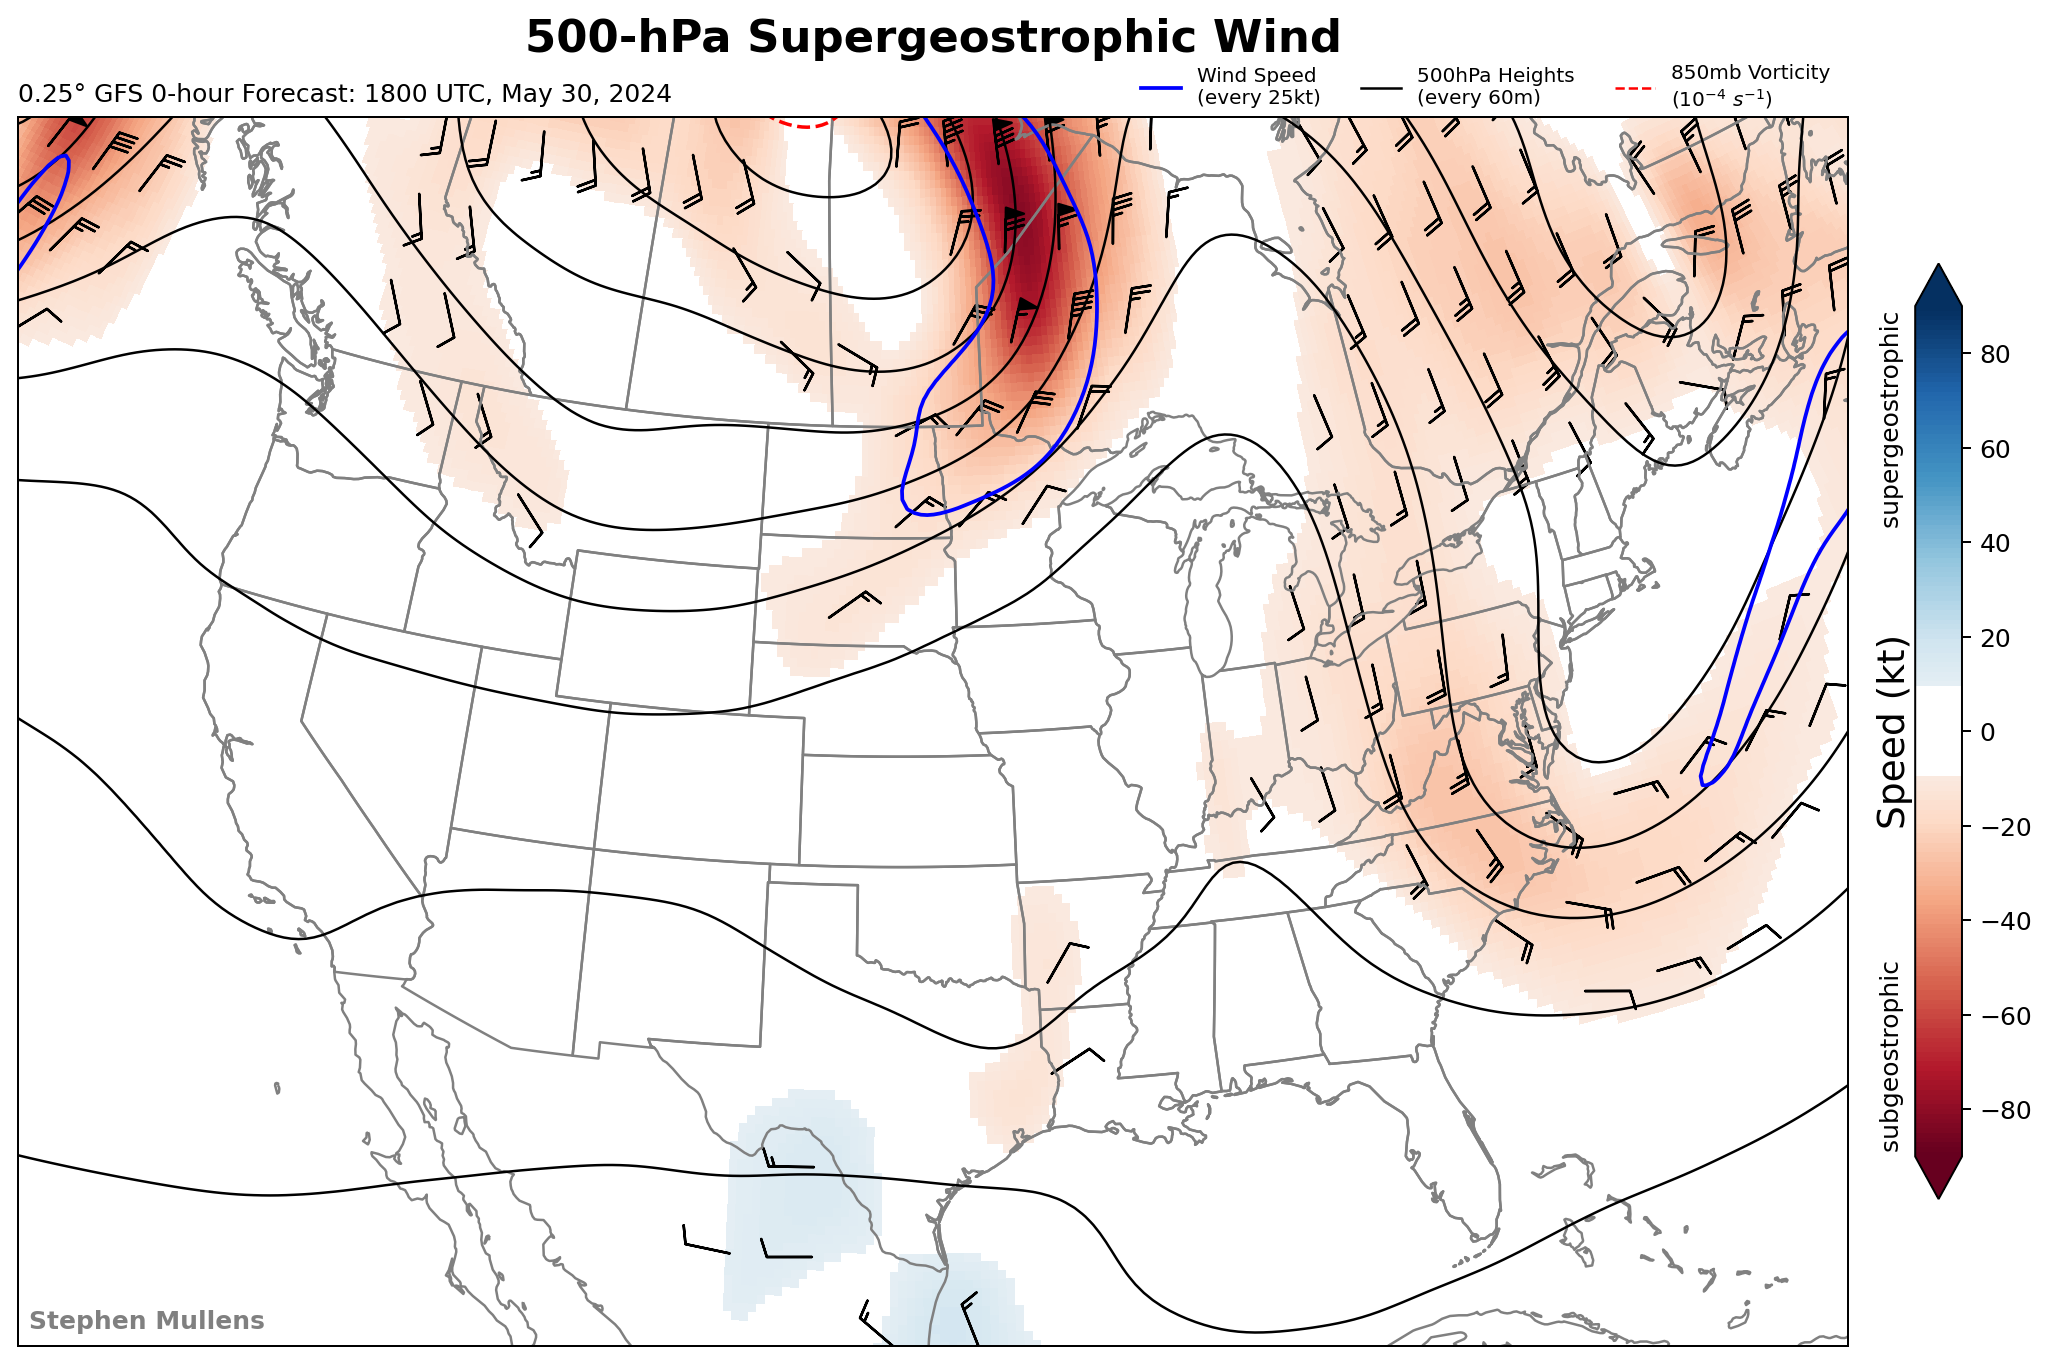 500-hPa Supergeostrophic Wind
0.25° GFS 0-hour Forecast: 1800 UTC, May 30, 2024
Wind Speed
(every 25kt)
500hPa Heights
(every 60m)
850mb Vorticity
(10⁻⁴ s⁻¹)
supergeostrophic
Speed (kt)
subgeostrophic
80
60
40
20
0
−20
−40
−60
−80
Stephen Mullens